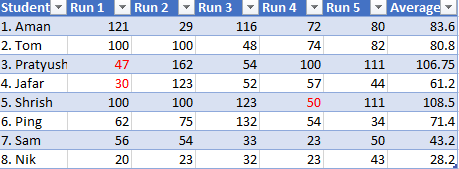 Student Run 1 Run 2 Run 3 Run 4 Run 5 Average
1. Aman 121 29 116 72 80 83.6
2. Tom 100 100 48 74 82 80.8
3. Pratyush 47 162 54 100 111 106.75
4. Jafar 30 123 52 57 44 61.2
5. Shrish 100 100 123 50 111 108.5
6. Ping 62 75 132 54 34 71.4
7. Sam 56 54 33 23 50 43.2
8. Nik 20 23 32 23 43 28.2